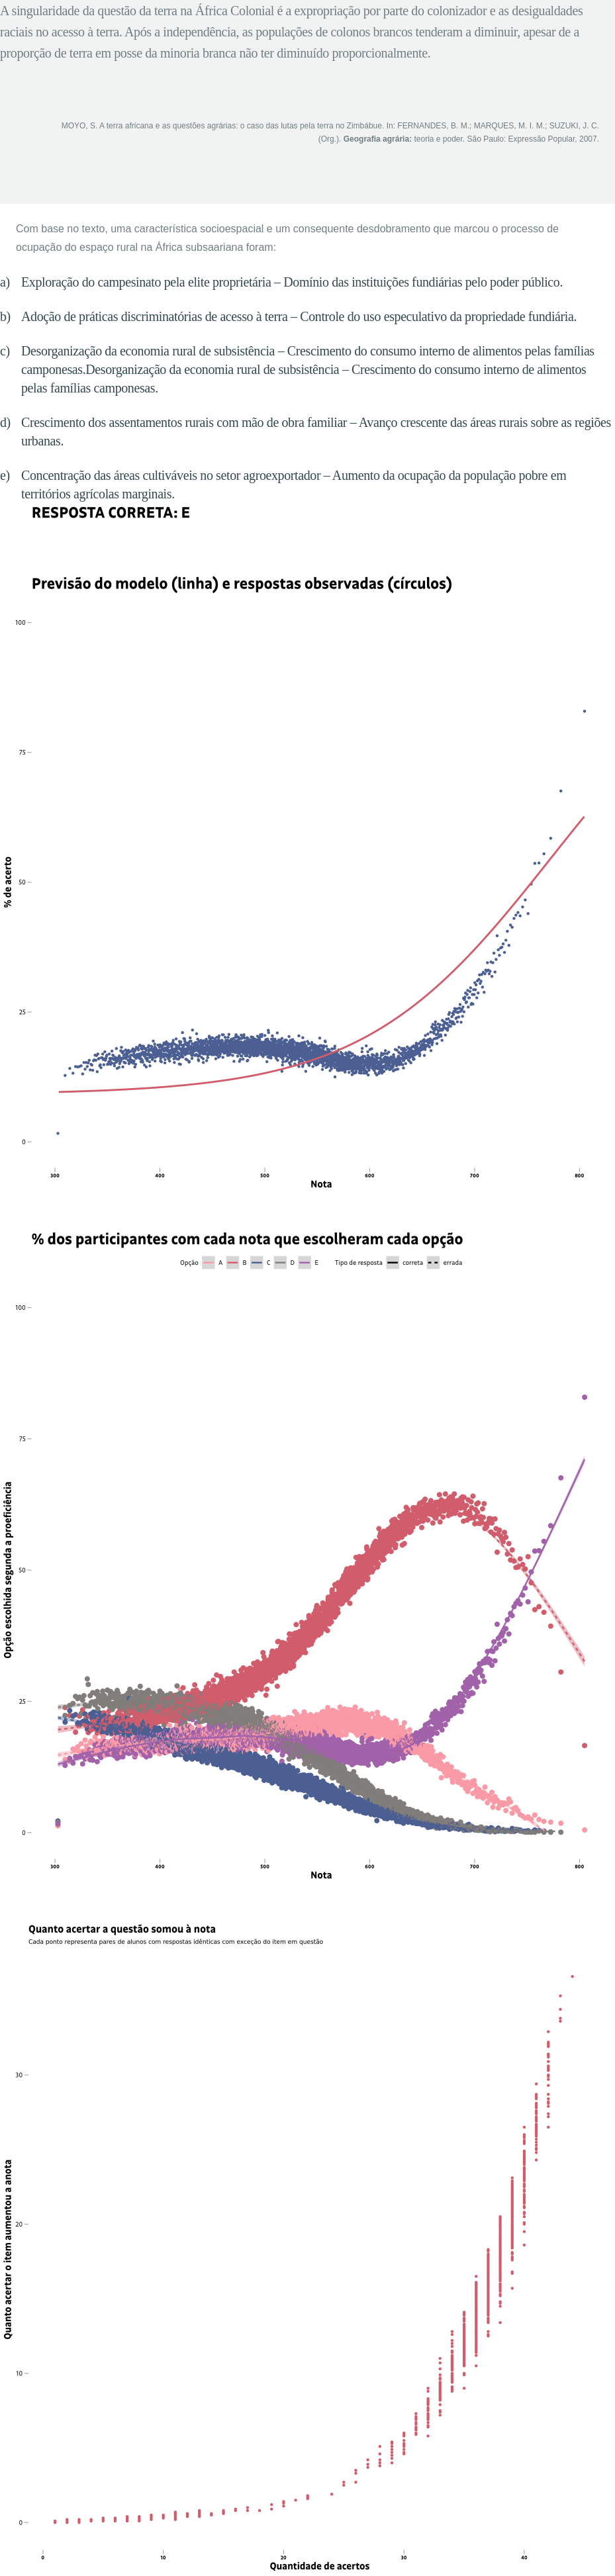 A singularidade da questão da terra na África Colonial é a expropriação por parte do colonizador e as desigualdades
raciais no acesso à terra. Após a independência, as populações de colonos brancos tenderam a diminuir, apesar de a
proporção de terra em posse da minoria branca não ter diminuído proporcionalmente.
MOYO, S. A terra africana e as questões agrárias: o caso das lutas pela terra no Zimbábue. In: FERNANDES, B. M.; MARQUES, M. I. M.; SUZUKI, J. C.
(Org.). Geografia agrária: teoria e poder. São Paulo: Expressão Popular, 2007.
Com base no texto, uma característica socioespacial e um consequente desdobramento que marcou o processo de
ocupação do espaço rural na África subsaariana foram:
a) Exploração do campesinato pela elite proprietária – Domínio das instituições fundiárias pelo poder público.
b) Adoção de práticas discriminatórias de acesso à terra – Controle do uso especulativo da propriedade fundiária.
c) Desorganização da economia rural de subsistência – Crescimento do consumo interno de alimentos pelas famílias
camponesas.Desorganização da economia rural de subsistência – Crescimento do consumo interno de alimentos
pelas famílias camponesas.
d) Crescimento dos assentamentos rurais com mão de obra familiar – Avanço crescente das áreas rurais sobre as regiões
urbanas.
e) Concentração das áreas cultiváveis no setor agroexportador – Aumento da ocupação da população pobre em
territórios agrícolas marginais.
RESPOSTA CORRETA: E
Previsão do modelo (linha) e respostas observadas (círculos)
100
75
50
25
0
% de acerto
300 400 500 600 700 800
Nota
% dos participantes com cada nota que escolheram cada opção
Opção A B C D E Tipo de resposta correta errada
100
75
50
25
0
Opção escolhida segunda a proeficiência
300 400 500 600 700 800
Nota
Quanto acertar a questão somou à nota
Cada ponto representa pares de alunos com respostas idênticas com exceção do item em questão
30
20
10
0
Quanto acertar o item aumentou a anota
0 10 20 30 40
Quantidade de acertos